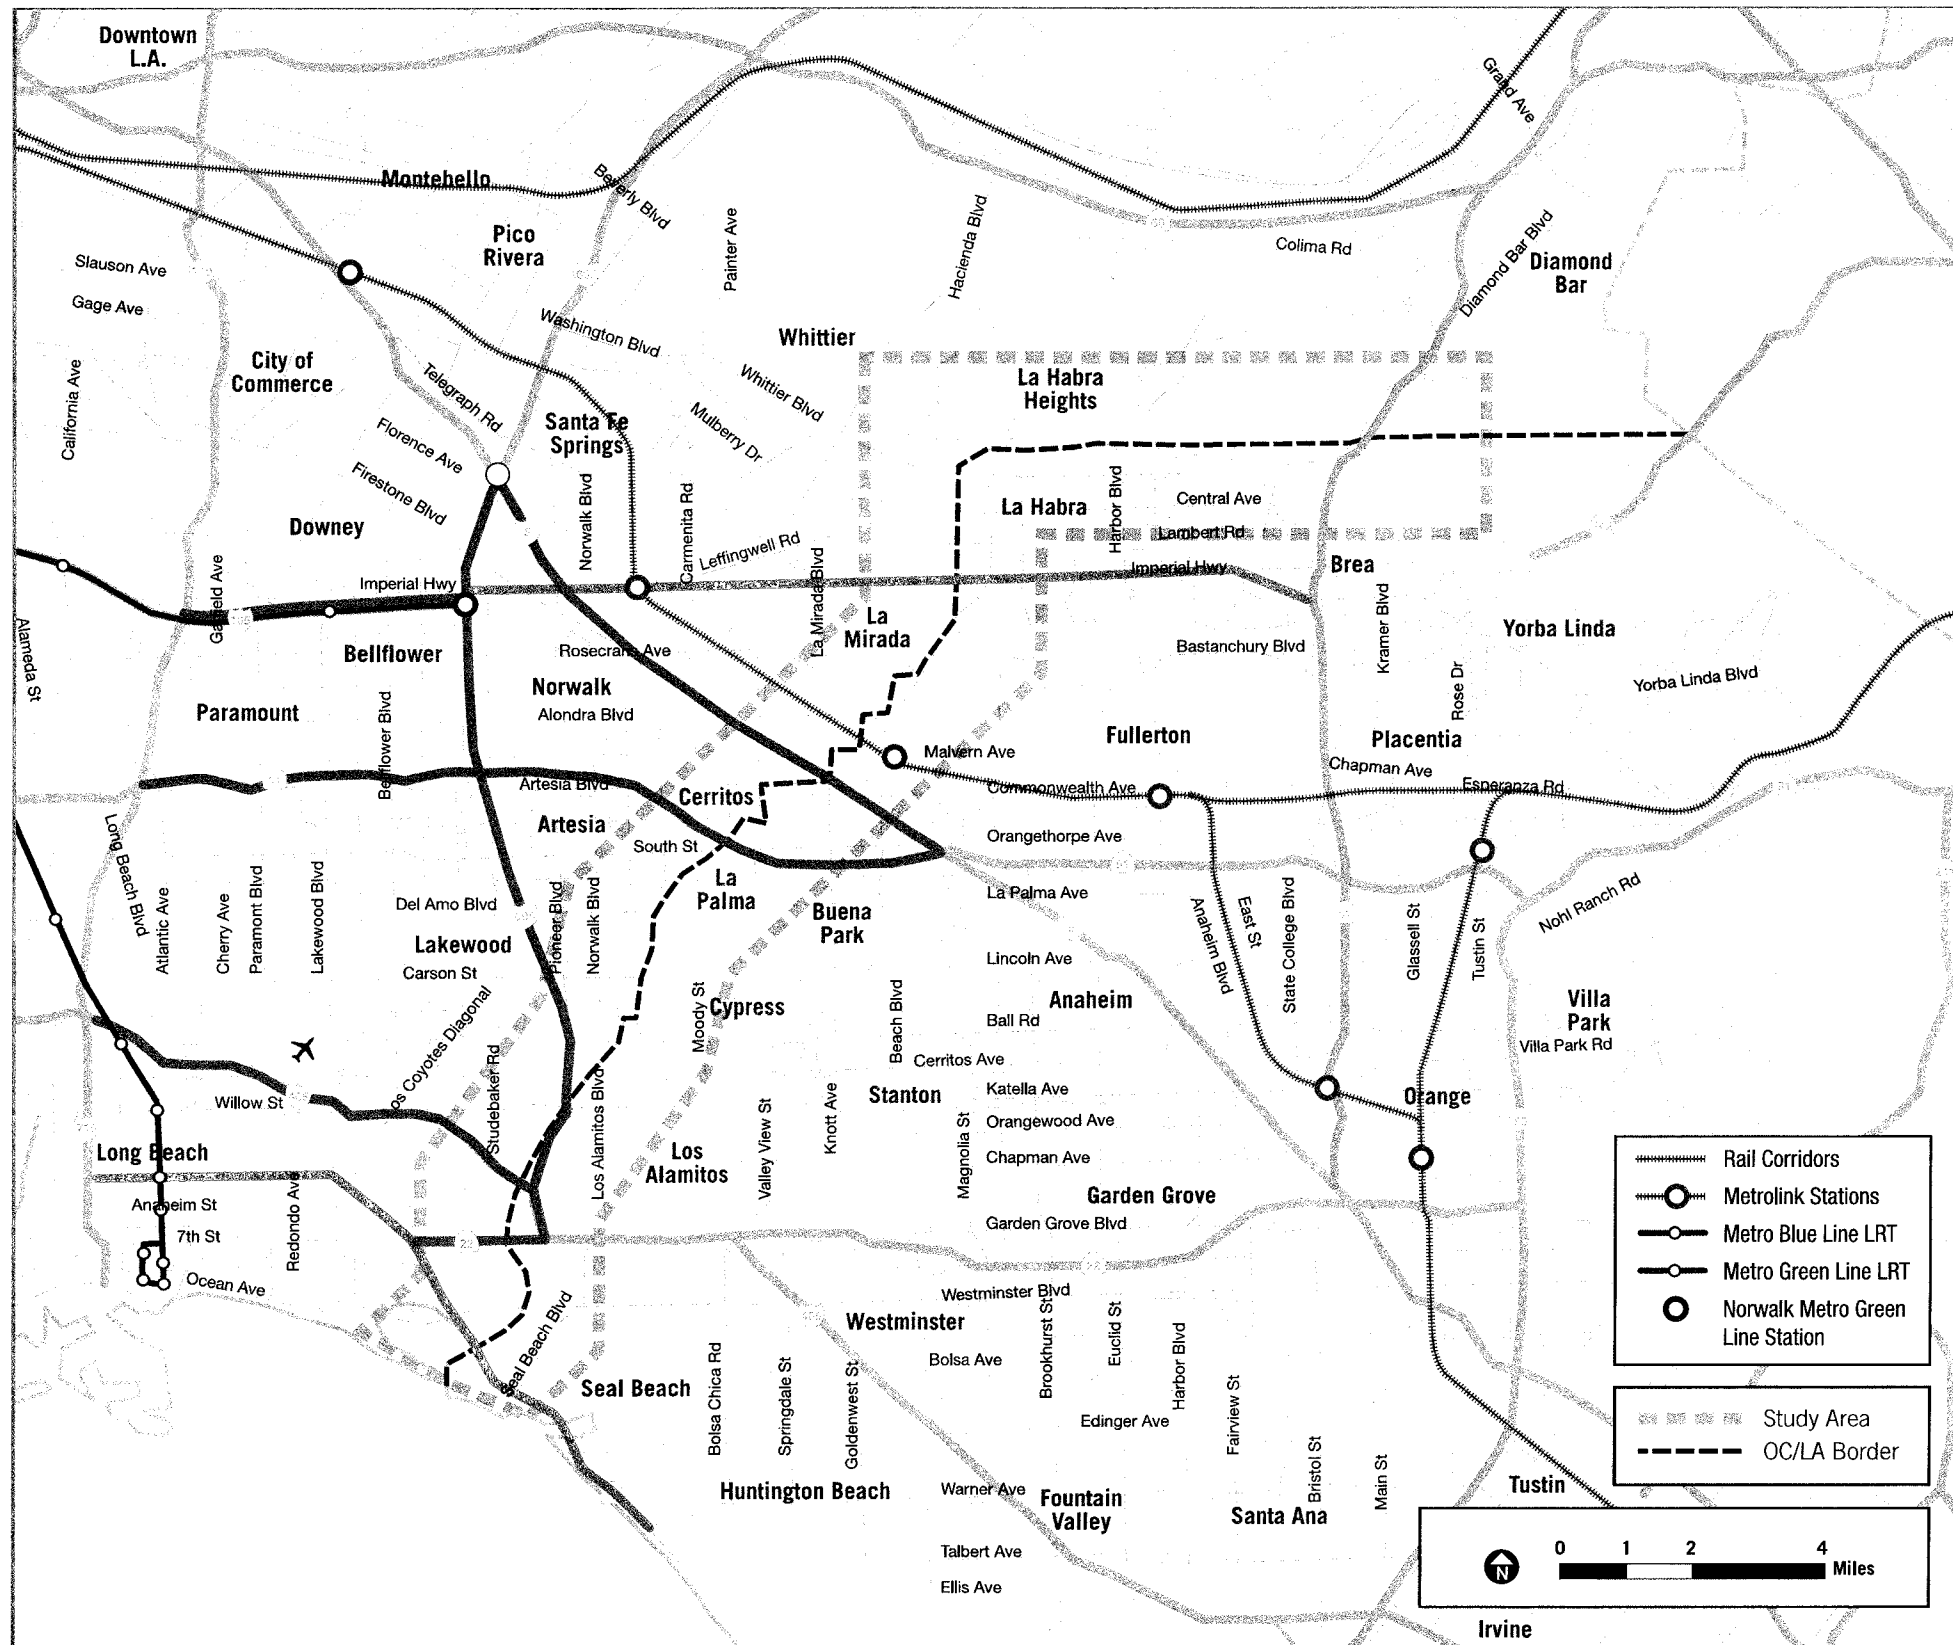 Downtown
L.A.
Grand Ave
Montehello
Beverly Blvd
Pico
Rivera
Painter Ave
Hacienda Blvd
Colima Rd
Diamond Bar Blvd
Diamond
Bar
Slauson Ave
Gage Ave
Washington Blvd
Whittier
City of
Commerce
California Ave
Telegraph Rd
Whittier Blvd
La Habra
Heights
Santa Fe
Springs
Mulberry Dr
Florence Ave
Firestone Blvd
Downey
Norwalk Blvd
Carmenita Rd
Leffingwell Rd
La Habra
Harbor Blvd
Central Ave
Lambert Rd
Imperial Hwy
Brea
Imperial Hwy
Garfield Ave
La Mirada Blvd
La
Mirada
Kramer Blvd
Yorba Linda
Alameda St
Bellflower
Rosecrans Ave
Bastanchury Blvd
Rose Dr
Yorba Linda Blvd
Norwalk
Alondra Blvd
Paramount
Bellflower Blvd
Fullerton
Placentia
Malvern Ave
Chapman Ave
Artesia Blvd
Cerritos
Commonwealth Ave
Esperanza Rd
Artesia
South St
Orangethorpe Ave
Long Beach Blvd
Atlantic Ave
Cherry Ave
Paramont Blvd
Lakewood Blvd
Del Amo Blvd
Lakewood
Carson St
Pioneer Blvd
Norwalk Blvd
La
Palma
Buena
Park
La Palma Ave
Anaheim Blvd
East St
State College Blvd
Glassell St
Tustin St
Nohl Ranch Rd
Lincoln Ave
Cypress
Moody St
Beach Blvd
Ball Rd
Anaheim
Villa
Park
Villa Park Rd
Los Coyotes Diagonal
Cerritos Ave
Studebaker Rd
Los Alamitos Blvd
Willow St
Katella Ave
Stanton
Orange
Valley View St
Knott Ave
Magnolia St
Orangewood Ave
Long Beach
Los
Alamitos
Chapman Ave
Anaheim St
Redondo Ave
7th St
Garden Grove
Garden Grove Blvd
22
Ocean Ave
Westminster Blvd
Seal Beach Blvd
Westminster
Brookhurst St
Euclid St
Harbor Blvd
Bolsa Ave
Seal Beach
Bolsa Chica Rd
Springdale St
Goldenwest St
Edinger Ave
Fairview St
Bristol St
Main St
Huntington Beach
Warner Ave
Fountain
Valley
Santa Ana
Tustin
Talbert Ave
Ellis Ave
Irvine
Rail Corridors
Metrolink Stations
Metro Blue Line LRT
Metro Green Line LRT
Norwalk Metro Green
Line Station
Study Area
OC/LA Border
N
0 1 2 4
Miles